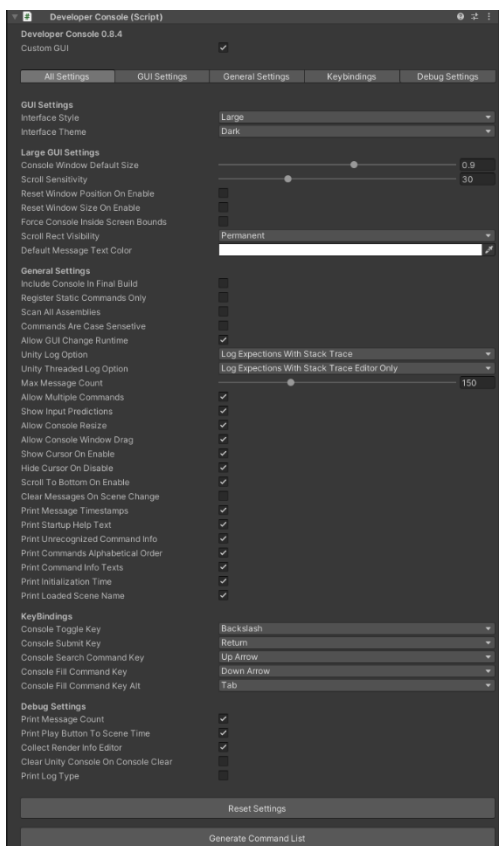 Developer Console (Script)
Developer Console 0.8.4
Custom GUI
All Settings GUI Settings General Settings Keybindings Debug Settings
GUI Settings
Interface Style Large
Interface Theme Dark
Large GUI Settings
Console Window Default Size 0.9
Scroll Sensitivity 30
Reset Window Position On Enable
Reset Window Size On Enable
Force Console Inside Screen Bounds
Scroll Rect Visibility Permanent
Default Message Text Color
General Settings
Include Console In Final Build
Register Static Commands Only
Scan All Assemblies
Commands Are Case Sensetive
Allow GUI Change Runtime
Unity Log Option Log Expections With Stack Trace
Unity Threaded Log Option Log Expections With Stack Trace Editor Only
Max Message Count 150
Allow Multiple Commands
Show Input Predictions
Allow Console Resize
Allow Console Window Drag
Show Cursor On Enable
Hide Cursor On Disable
Scroll To Bottom On Enable
Clear Messages On Scene Change
Print Message Timestamps
Print Startup Help Text
Print Unrecognized Command Info
Print Commands Alphabetical Order
Print Command Info Texts
Print Initialization Time
Print Loaded Scene Name
KeyBindings
Console Toggle Key Backslash
Console Submit Key Return
Console Search Command Key Up Arrow
Console Fill Command Key Down Arrow
Console Fill Command Key Alt Tab
Debug Settings
Print Message Count
Print Play Button To Scene Time
Collect Render Info Editor
Clear Unity Console On Console Clear
Print Log Type
Reset Settings
Generate Command List